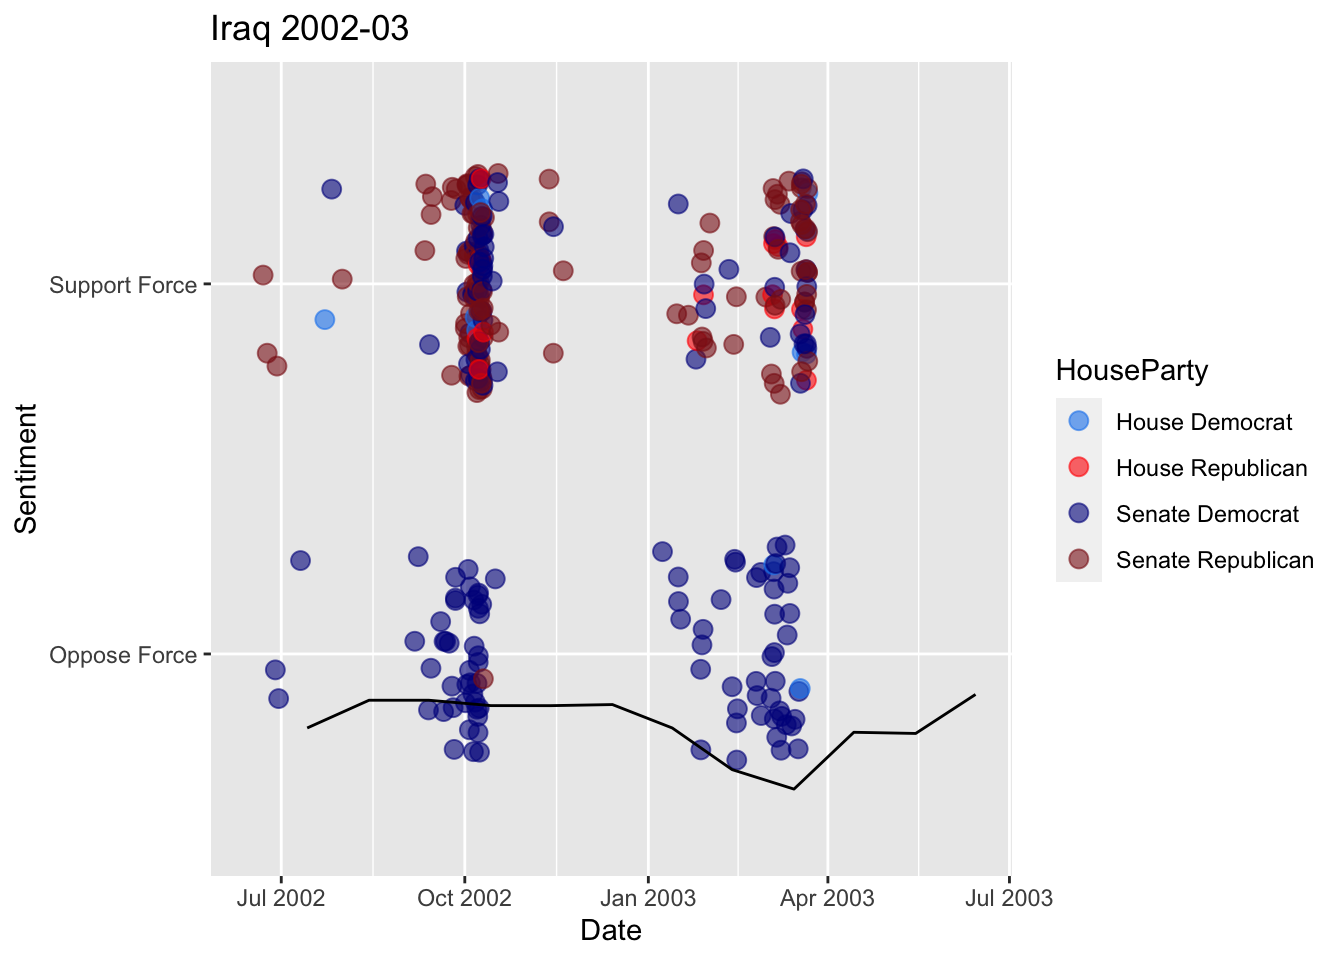 Iraq 2002-03
Support Force
Oppose Force
Sentiment
Jul 2002
Oct 2002
Jan 2003
Apr 2003
Jul 2003
Date
HouseParty
House Democrat
House Republican
Senate Democrat
Senate Republican